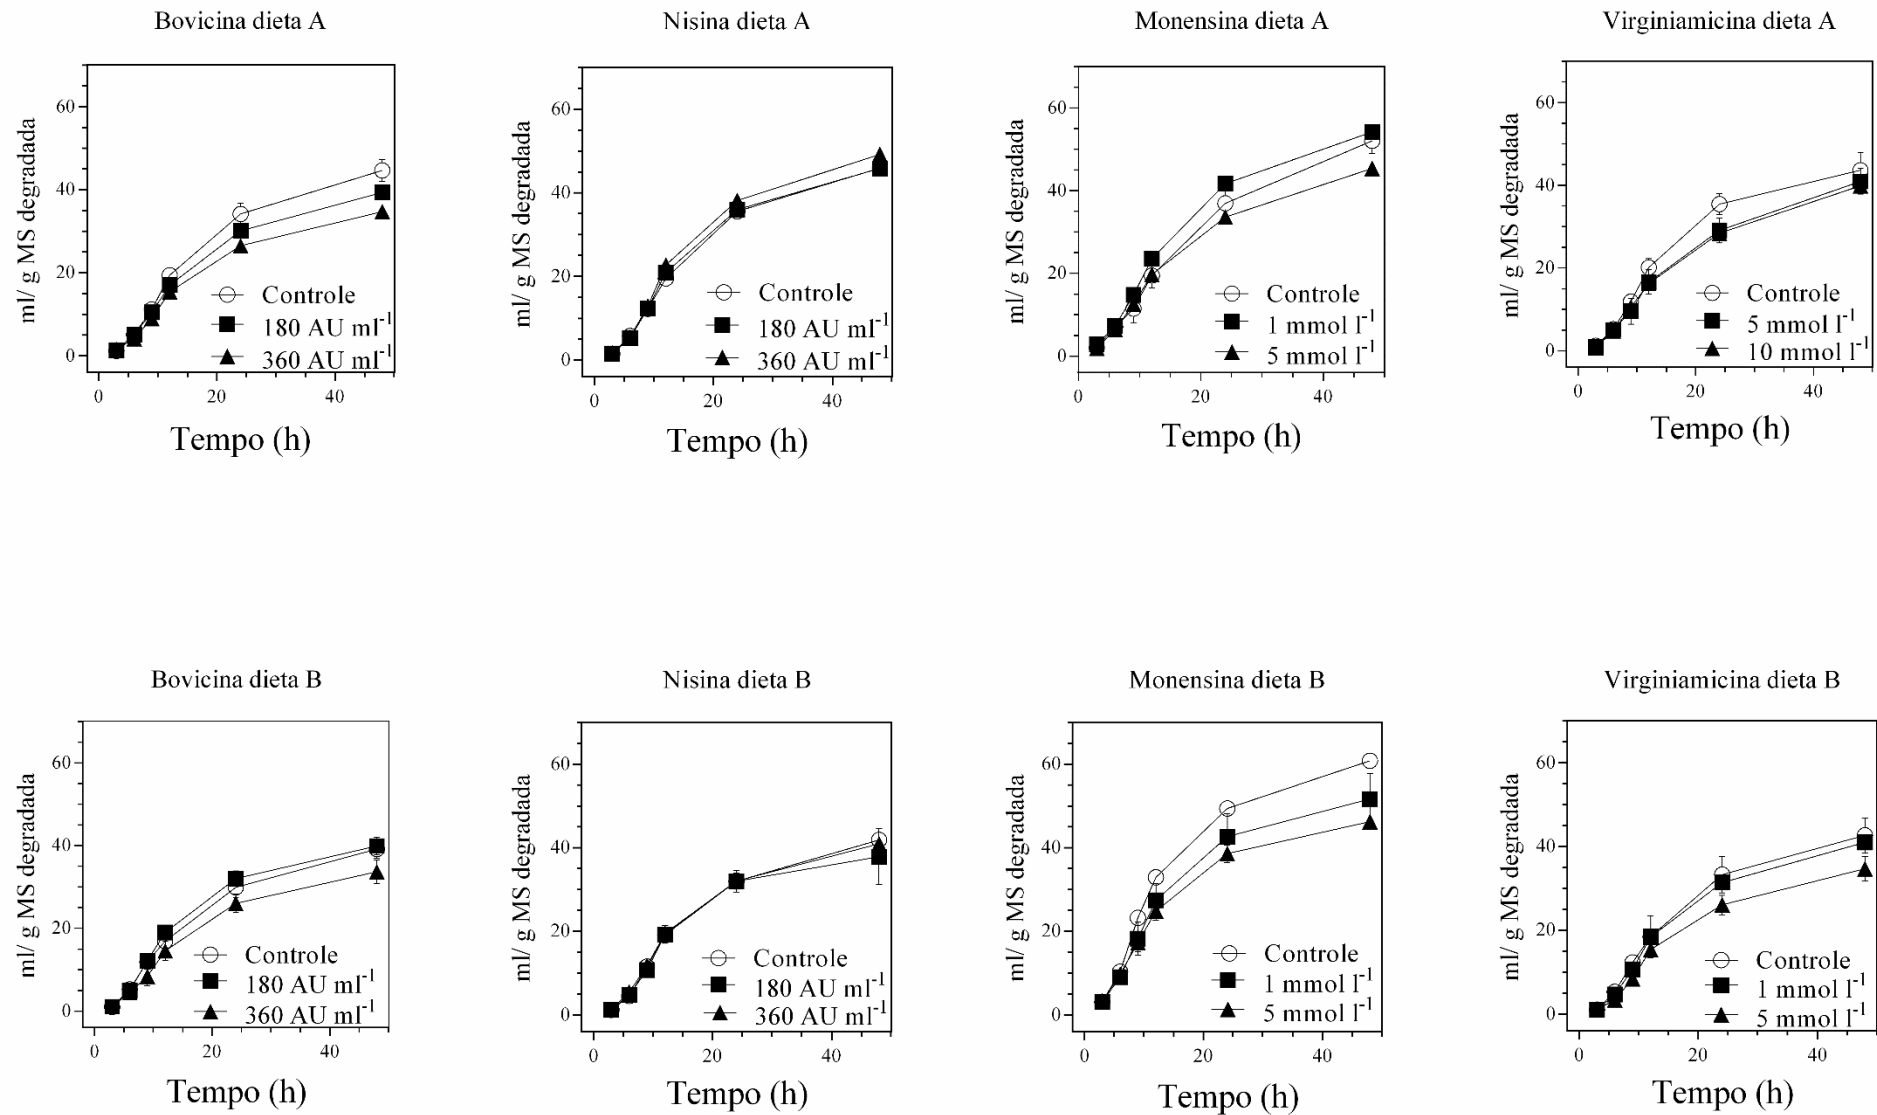 Bovicina dieta A
ml/ g MS degradada
60
40
20
0
Controle
180 AU ml⁻¹
360 AU ml⁻¹
0 20 40
Tempo (h)
Nisina dieta A
ml/ g MS degradada
60
40
20
0
Controle
180 AU ml⁻¹
360 AU ml⁻¹
0 20 40
Tempo (h)
Monensina dieta A
ml/ g MS degradada
60
40
20
0
Controle
1 mmol l⁻¹
5 mmol l⁻¹
0 20 40
Tempo (h)
Virginiamicina dieta A
ml/ g MS degradada
60
40
20
0
Controle
5 mmol l⁻¹
10 mmol l⁻¹
0 20 40
Tempo (h)
Bovicina dieta B
ml/ g MS degradada
60
40
20
0
Controle
180 AU ml⁻¹
360 AU ml⁻¹
0 20 40
Tempo (h)
Nisina dieta B
ml/ g MS degradada
60
40
20
0
Controle
180 AU ml⁻¹
360 AU ml⁻¹
0 20 40
Tempo (h)
Monensina dieta B
ml/ g MS degradada
60
40
20
0
Controle
1 mmol l⁻¹
5 mmol l⁻¹
0 20 40
Tempo (h)
Virginiamicina dieta B
ml/ g MS degradada
60
40
20
0
Controle
1 mmol l⁻¹
5 mmol l⁻¹
0 20 40
Tempo (h)